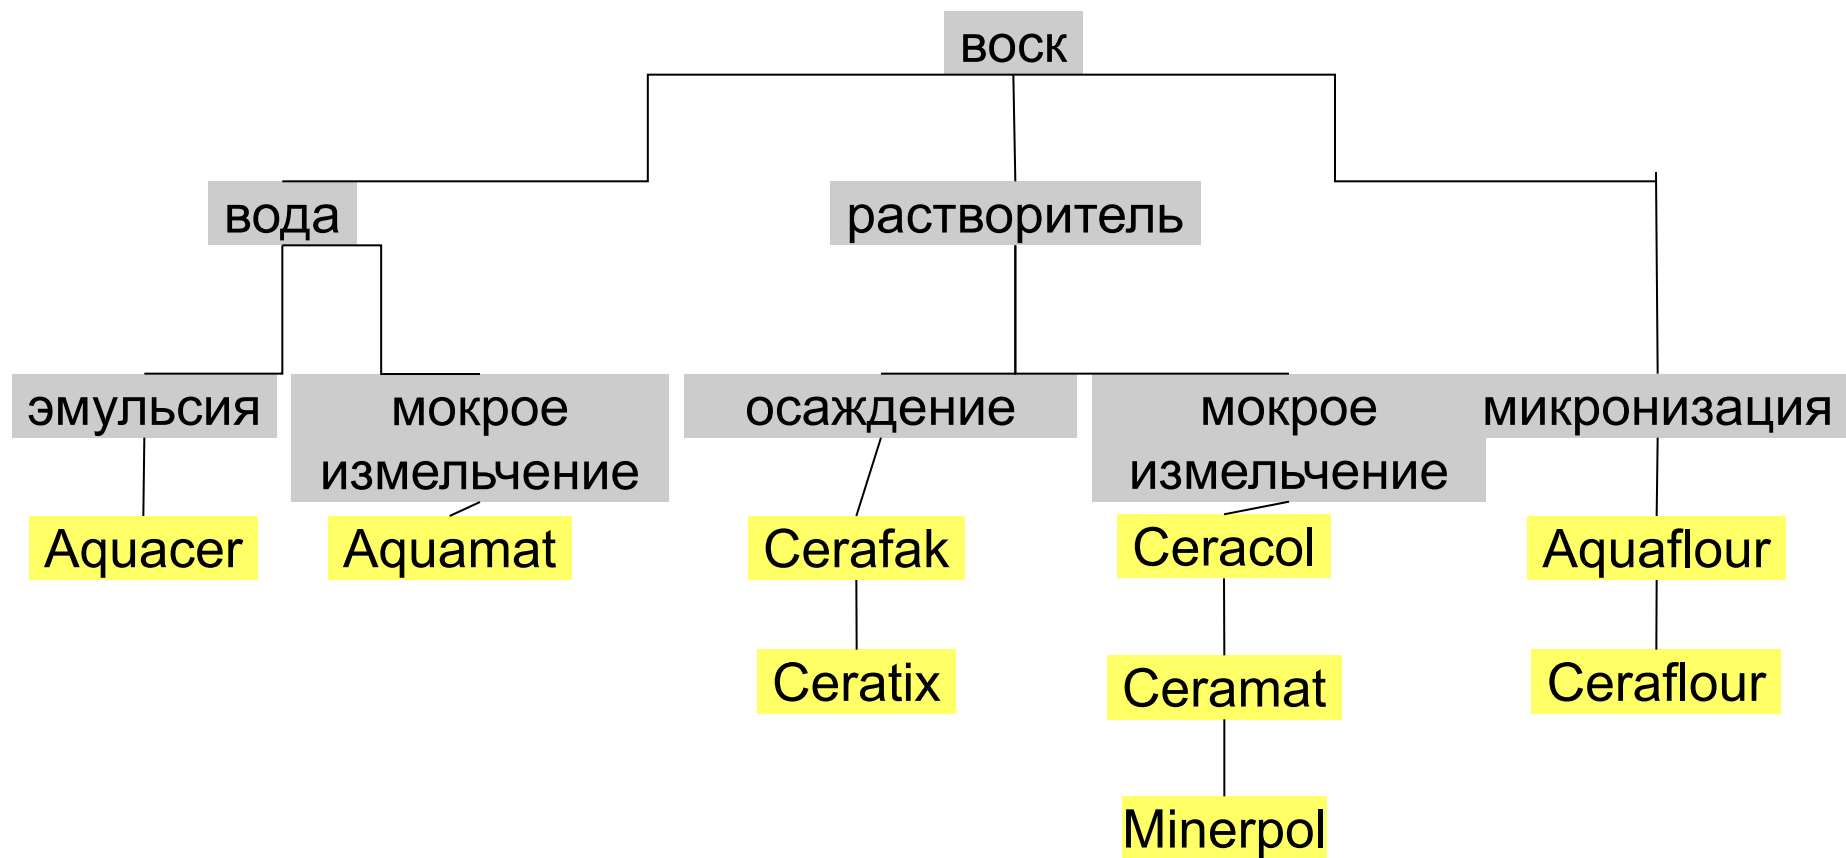 воск
вода
растворитель
эмульсия
мокрое
измельчение
осаждение
мокрое
измельчение
микронизация
Aquacer
Aquamat
Cerafak
Ceracol
Aquaflour
Ceratix
Ceramat
Ceraflour
Minerpol